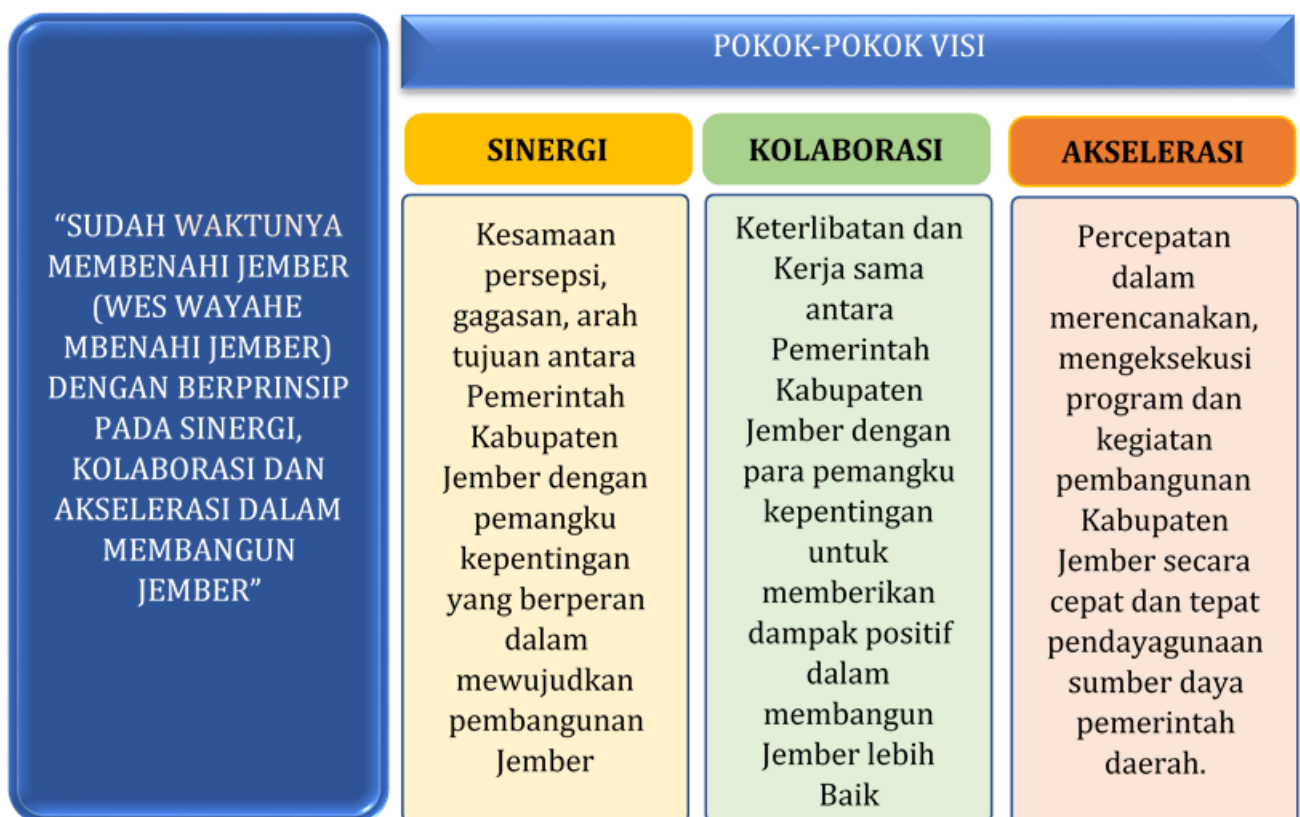 “SUDAH WAKTUNYA
MEMBENAHI JEMBER
(WES WAYAHE
MBENAHI JEMBER)
DENGAN BERPRINSIP
PADA SINERGI,
KOLABORASI DAN
AKSELERASI DALAM
MEMBANGUN
JEMBER”
POKOK-POKOK VISI
SINERGI
Kesamaan
persepsi,
gagasan, arah
tujuan antara
Pemerintah
Kabupaten
Jember dengan
pemangku
kepentingan
yang berperan
dalam
mewujudkan
pembangunan
Jember
KOLABORASI
Keterlibatan dan
Kerja sama
antara
Pemerintah
Kabupaten
Jember dengan
para pemangku
kepentingan
untuk
memberikan
dampak positif
dalam
membangun
Jember lebih
Baik
AKSELERASI
Percepatan
dalam
merencanakan,
mengeksekusi
program dan
kegiatan
pembangunan
Kabupaten
Jember secara
cepat dan tepat
pendayagunaan
sumber daya
pemerintah
daerah.